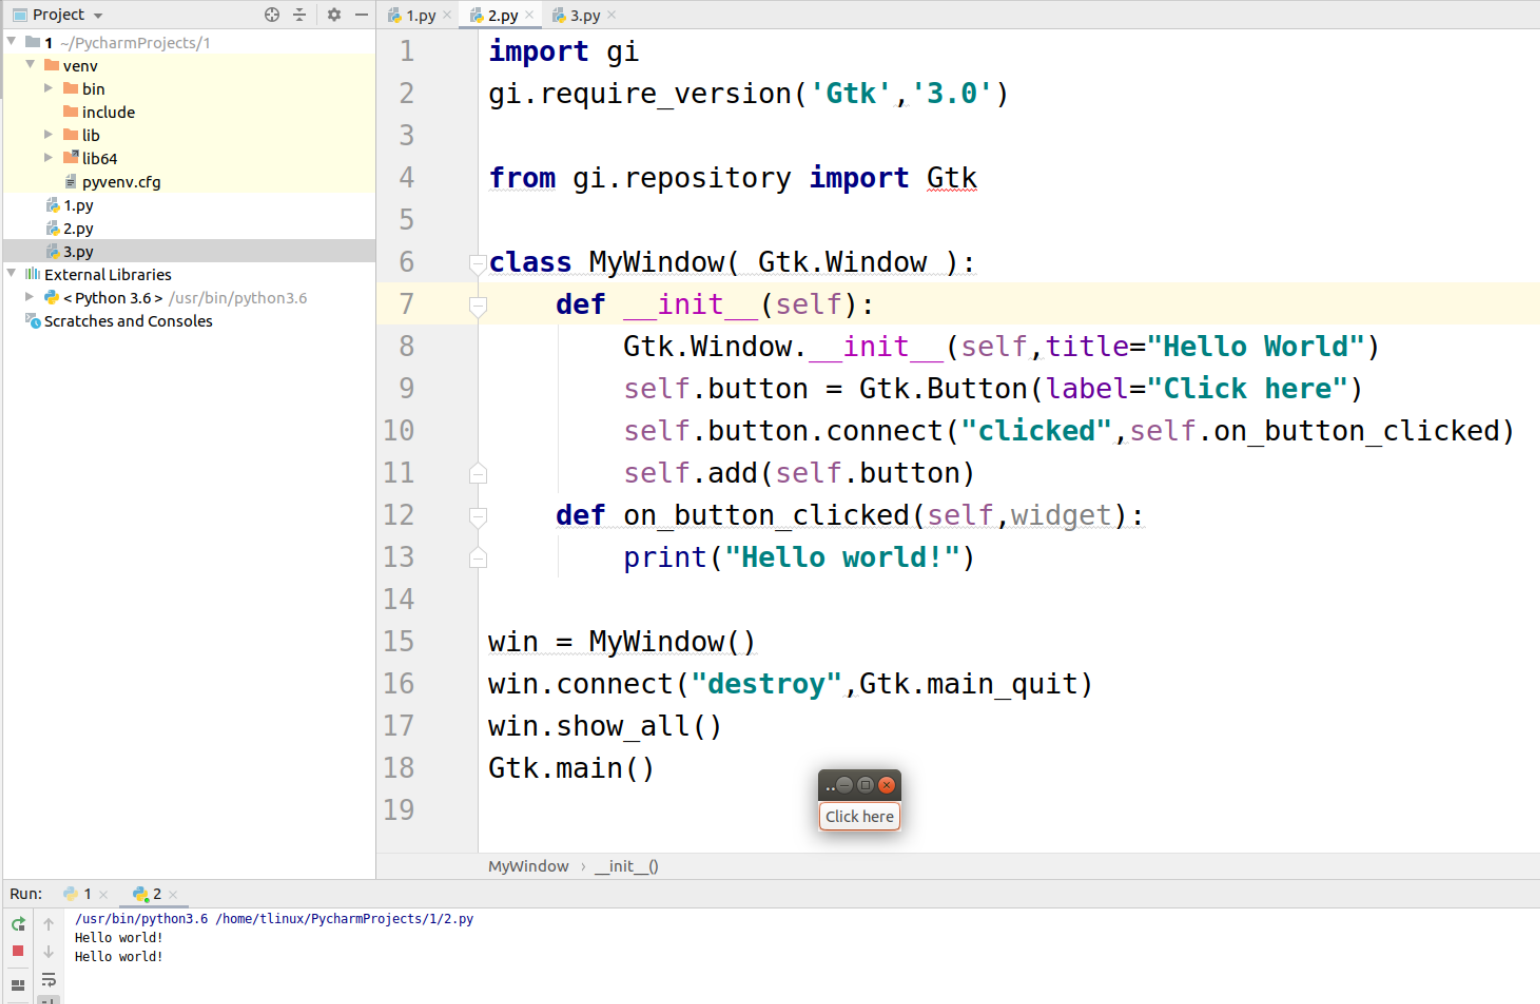 Project
1 ~/PycharmProjects/1
venv
bin
include
lib
lib64
pyvenv.cfg
1.py
2.py
3.py
External Libraries
< Python 3.6 > /usr/bin/python3.6
Scratches and Consoles
1.py 2.py 3.py
1 import gi
2 gi.require_version('Gtk','3.0')
3
4 from gi.repository import Gtk
5
6 class MyWindow( Gtk.Window ):
7 def __init__(self):
8 Gtk.Window.__init__(self,title="Hello World")
9 self.button = Gtk.Button(label="Click here")
10 self.button.connect("clicked",self.on_button_clicked)
11 self.add(self.button)
12 def on_button_clicked(self,widget):
13 print("Hello world!")
14
15 win = MyWindow()
16 win.connect("destroy",Gtk.main_quit)
17 win.show_all()
18 Gtk.main()
19
..
Click here
MyWindow › __init__()
Run: 1 2
/usr/bin/python3.6 /home/tlinux/PycharmProjects/1/2.py
Hello world!
Hello world!